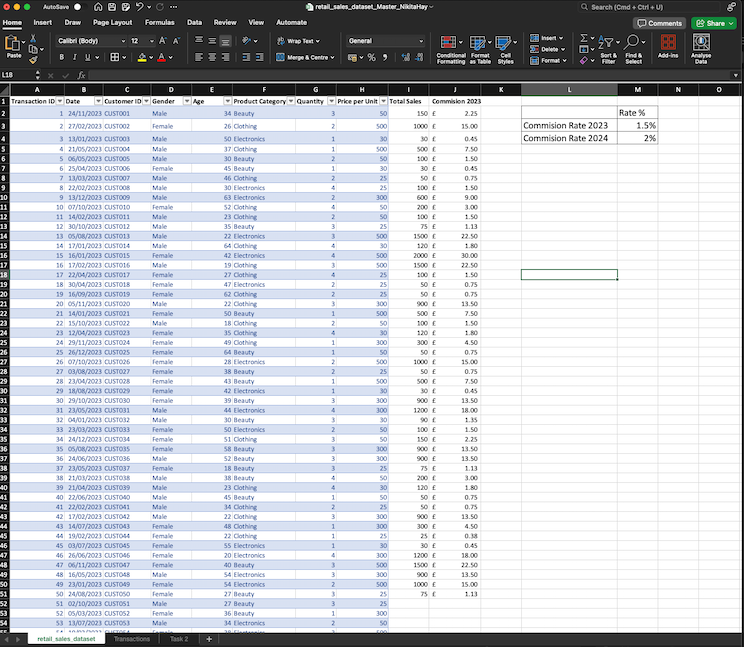 AutoSave
retail_sales_dataset_Master_NikitaHay
Search (Cmd + Ctrl + U)
Home Insert Draw Page Layout Formulas Data Review View Automate Comments Share
Paste Calibri (Body) 12 Wrap Text General Insert
Merge & Centre Conditional Formatting Format as Table Cell Styles Delete Format Sort & Filter Find & Select Add-ins Analyse Data
L18 fx
A B C D E F G H I J K L M N O
1 Transaction ID Date Customer ID Gender Age Product Category Quantity Price per Unit Total Sales Commision 2023
2 1 24/11/2023 CUST001 Male 34 Beauty 3 50 150 £ 2.25 Rate %
3 2 27/02/2023 CUST002 Female 26 Clothing 2 500 1000 £ 15.00 Commision Rate 2023 1.5%
4 3 13/01/2023 CUST003 Male 50 Electronics 1 30 30 £ 0.45 Commision Rate 2024 2%
5 4 21/05/2023 CUST004 Male 37 Clothing 1 500 500 £ 7.50
6 5 06/05/2023 CUST005 Male 30 Beauty 2 50 100 £ 1.50
7 6 25/04/2023 CUST006 Female 45 Beauty 1 30 30 £ 0.45
8 7 13/03/2023 CUST007 Male 46 Clothing 2 25 50 £ 0.75
9 8 22/02/2023 CUST008 Male 30 Electronics 4 25 100 £ 1.50
10 9 13/12/2023 CUST009 Male 63 Electronics 2 300 600 £ 9.00
11 10 07/10/2023 CUST010 Female 52 Clothing 4 50 200 £ 3.00
12 11 14/02/2023 CUST011 Male 23 Clothing 2 50 100 £ 1.50
13 12 30/10/2023 CUST012 Male 35 Beauty 3 25 75 £ 1.13
14 13 05/08/2023 CUST013 Male 22 Electronics 3 500 1500 £ 22.50
15 14 17/01/2023 CUST014 Male 64 Clothing 4 30 120 £ 1.80
16 15 16/01/2023 CUST015 Female 42 Electronics 4 500 2000 £ 30.00
17 16 17/02/2023 CUST016 Male 19 Clothing 3 500 1500 £ 22.50
18 17 22/04/2023 CUST017 Female 27 Clothing 4 25 100 £ 1.50
19 18 30/04/2023 CUST018 Female 47 Electronics 2 25 50 £ 0.75
20 19 16/09/2023 CUST019 Female 62 Clothing 2 25 50 £ 0.75
21 20 05/11/2023 CUST020 Male 22 Clothing 3 300 900 £ 13.50
22 21 14/01/2023 CUST021 Female 50 Beauty 1 500 500 £ 7.50
23 22 15/10/2023 CUST022 Male 18 Clothing 2 50 100 £ 1.50
24 23 12/04/2023 CUST023 Female 35 Clothing 4 30 120 £ 1.80
25 24 29/11/2023 CUST024 Female 49 Clothing 1 300 300 £ 4.50
26 25 26/12/2023 CUST025 Female 64 Beauty 1 50 50 £ 0.75
27 26 07/10/2023 CUST026 Female 28 Electronics 2 500 1000 £ 15.00
28 27 03/08/2023 CUST027 Female 38 Beauty 2 25 50 £ 0.75
29 28 23/04/2023 CUST028 Female 43 Beauty 1 500 500 £ 7.50
30 29 18/08/2023 CUST029 Female 42 Electronics 1 30 30 £ 0.45
31 30 29/10/2023 CUST030 Female 39 Beauty 3 300 900 £ 13.50
32 31 23/05/2023 CUST031 Male 44 Electronics 4 300 1200 £ 18.00
33 32 04/01/2023 CUST032 Male 30 Beauty 3 30 90 £ 1.35
34 33 23/03/2023 CUST033 Female 50 Electronics 2 50 100 £ 1.50
35 34 24/12/2023 CUST034 Female 51 Clothing 3 50 150 £ 2.25
36 35 05/08/2023 CUST035 Female 58 Beauty 3 300 900 £ 13.50
37 36 24/06/2023 CUST036 Male 52 Beauty 3 300 900 £ 13.50
38 37 23/05/2023 CUST037 Female 18 Beauty 3 25 75 £ 1.13
39 38 21/03/2023 CUST038 Male 38 Beauty 4 50 200 £ 3.00
40 39 21/04/2023 CUST039 Male 23 Clothing 4 30 120 £ 1.80
41 40 22/06/2023 CUST040 Male 45 Beauty 1 50 50 £ 0.75
42 41 22/02/2023 CUST041 Male 34 Clothing 2 25 50 £ 0.75
43 42 17/02/2023 CUST042 Male 22 Clothing 3 300 900 £ 13.50
44 43 14/07/2023 CUST043 Female 48 Clothing 1 300 300 £ 4.50
45 44 19/02/2023 CUST044 Female 22 Clothing 1 25 25 £ 0.38
46 45 03/07/2023 CUST045 Female 55 Electronics 1 30 30 £ 0.45
47 46 26/06/2023 CUST046 Female 20 Electronics 4 300 1200 £ 18.00
48 47 06/11/2023 CUST047 Female 40 Beauty 3 500 1500 £ 22.50
49 48 16/05/2023 CUST048 Male 54 Electronics 3 300 900 £ 13.50
50 49 23/01/2023 CUST049 Female 54 Electronics 2 500 1000 £ 15.00
51 50 24/08/2023 CUST050 Female 27 Beauty 3 25 75 £ 1.13
52 51 02/10/2023 CUST051 Male 27 Beauty 3 25
53 52 05/03/2023 CUST052 Female 36 Beauty 1 300
54 53 13/07/2023 CUST053 Male 34 Electronics 2 50
retail_sales_dataset Transactions Task 2